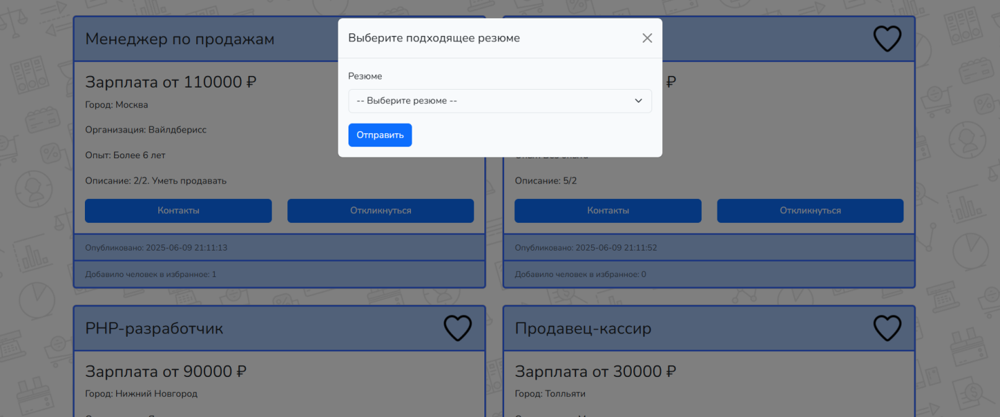 Менеджер по продажам
Зарплата от 110000 ₽
Город: Москва
Организация: Вайлдберисс
Опыт: Более 6 лет
Описание: 2/2. Уметь продавать
Контакты
Откликнуться
Опубликовано: 2025-06-09 21:11:13
Добавило человек в избранное: 1
Выберите подходящее резюме
Резюме
-- Выберите резюме --
Отправить
₽
Описание: 5/2
Контакты
Откликнуться
Опубликовано: 2025-06-09 21:11:52
Добавило человек в избранное: 0
PHP-разработчик
Зарплата от 90000 ₽
Город: Нижний Новгород
Продавец-кассир
Зарплата от 30000 ₽
Город: Толльяти